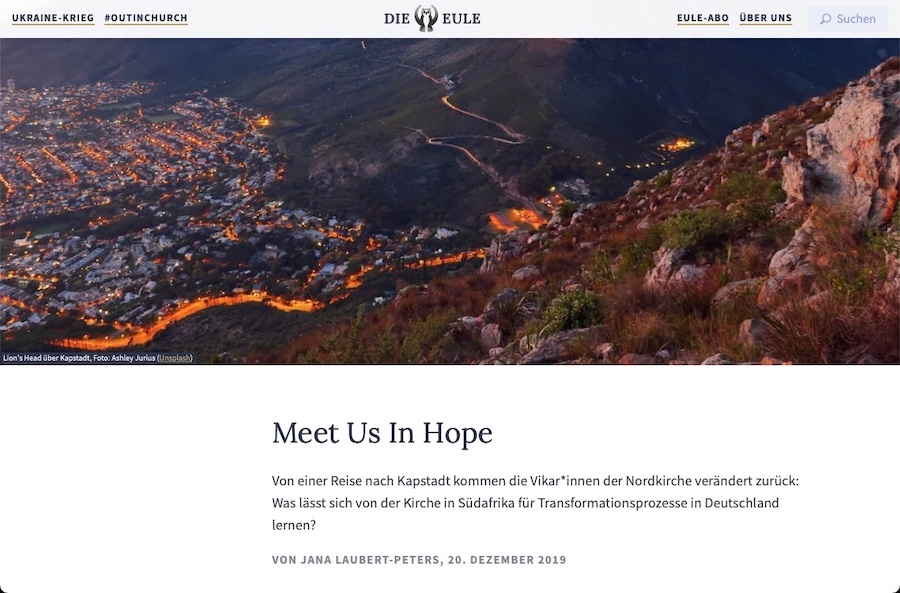 UKRAINE-KRIEG #OUTINCHURCH DIE EULE EULE-ABO ÜBER UNS Suchen
Lion's Head über Kapstadt, Foto: Ashley Jurius (Unsplash)
Meet Us In Hope
Von einer Reise nach Kapstadt kommen die Vikar*innen der Nordkirche verändert zurück:
Was lässt sich von der Kirche in Südafrika für Transformationsprozesse in Deutschland
lernen?
VON JANA LAUBERT-PETERS, 20. DEZEMBER 2019